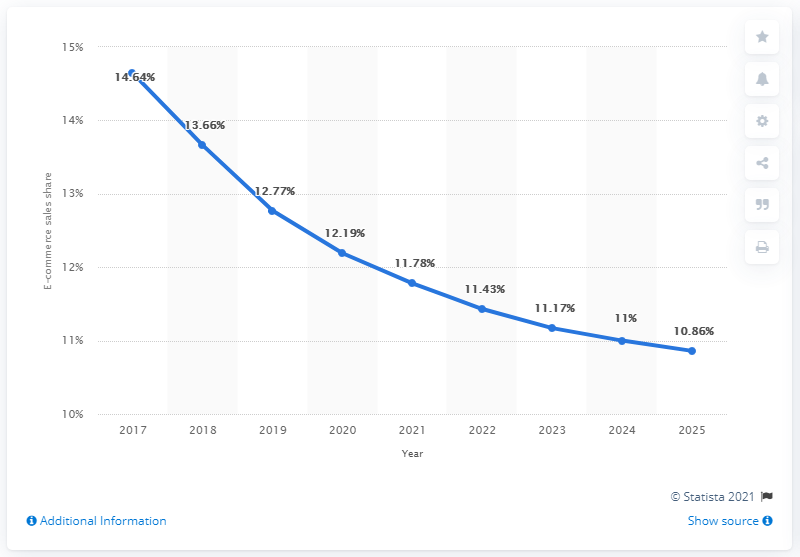 15%
14%
13%
12%
11%
10%
E-commerce sales share
14.64%
13.66%
12.77%
12.19%
11.78%
11.43%
11.17%
11%
10.86%
2017 2018 2019 2020 2021 2022 2023 2024 2025
Year
© Statista 2021
Additional Information
Show source